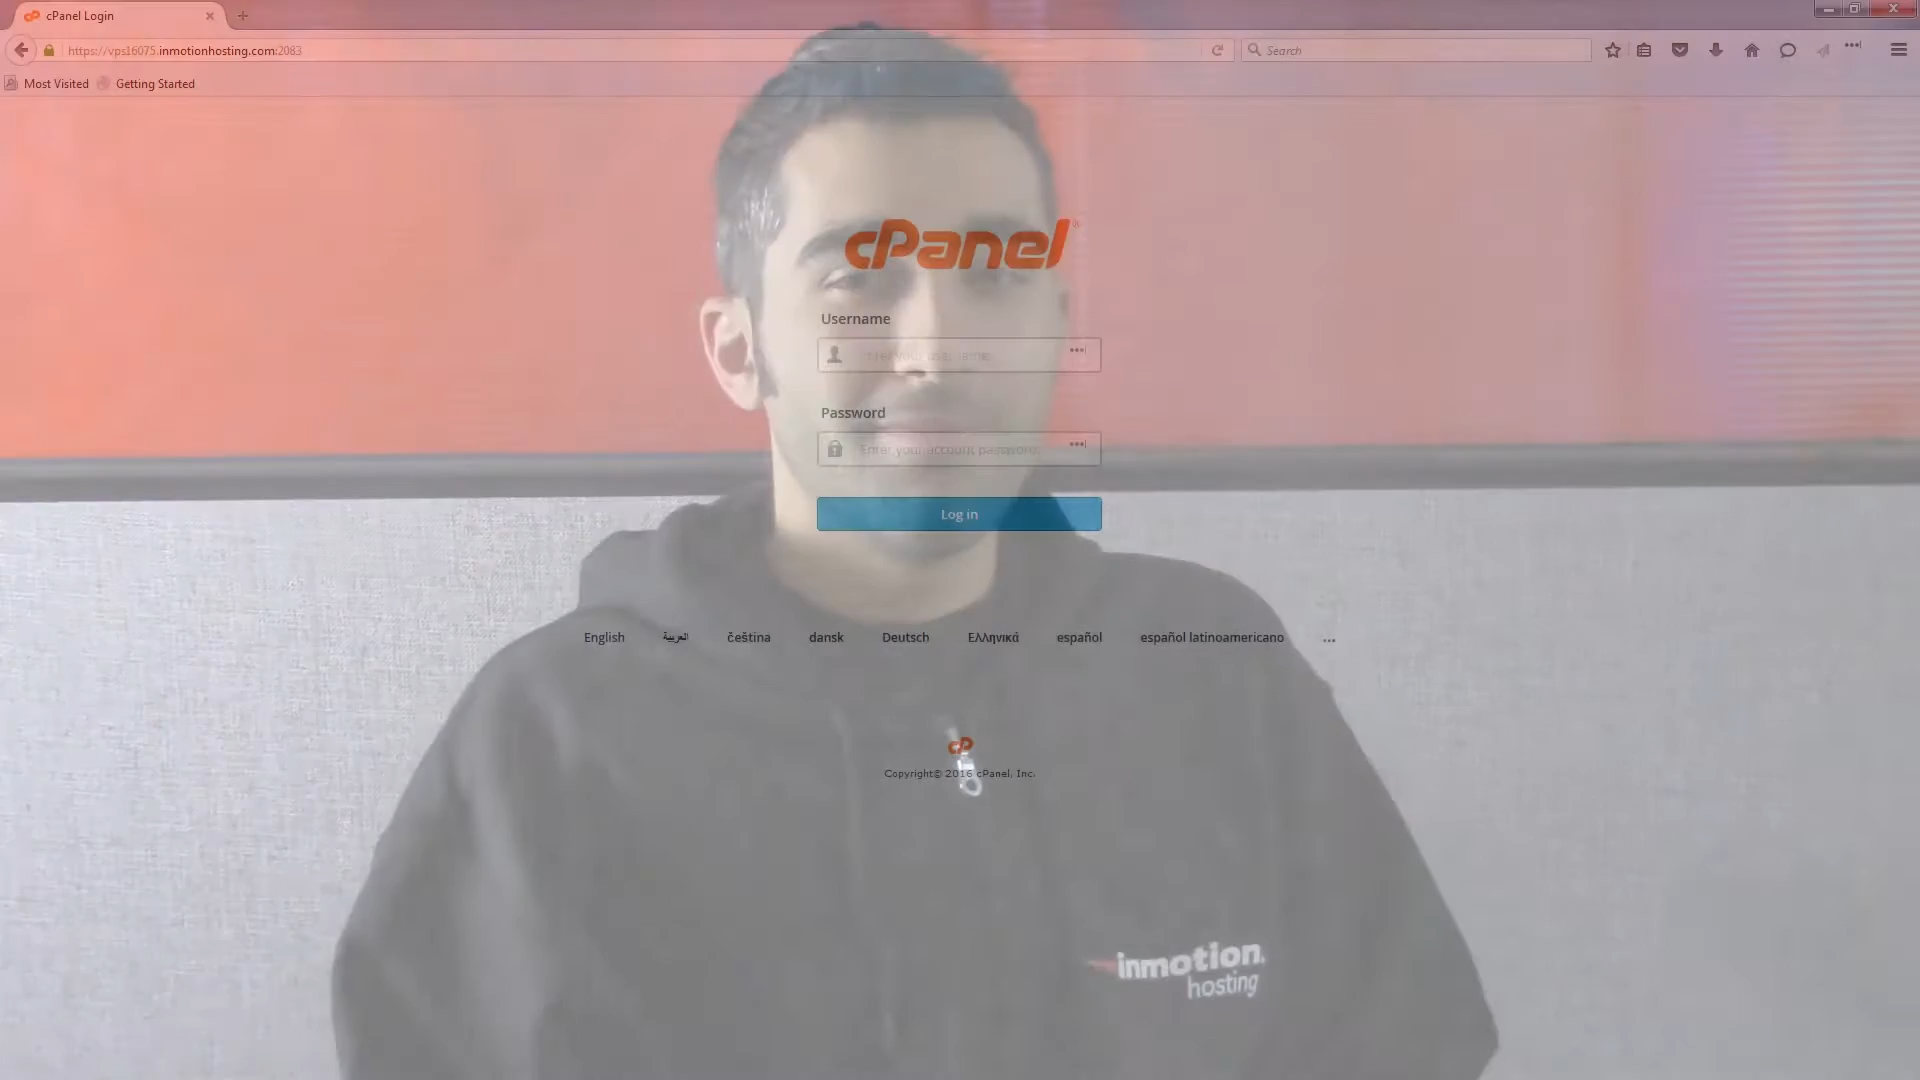 cPanel Login
https://vps16075.inmotionhosting.com:2083
Search
Most Visited
Getting Started
cPanel
Username
Enter your username.
Password
Enter your account password.
Log in
English العربية čeština dansk Deutsch Ελληνικά español español latinoamericano ...
cP
Copyright© 2016 cPanel, Inc.
inmotion
hosting